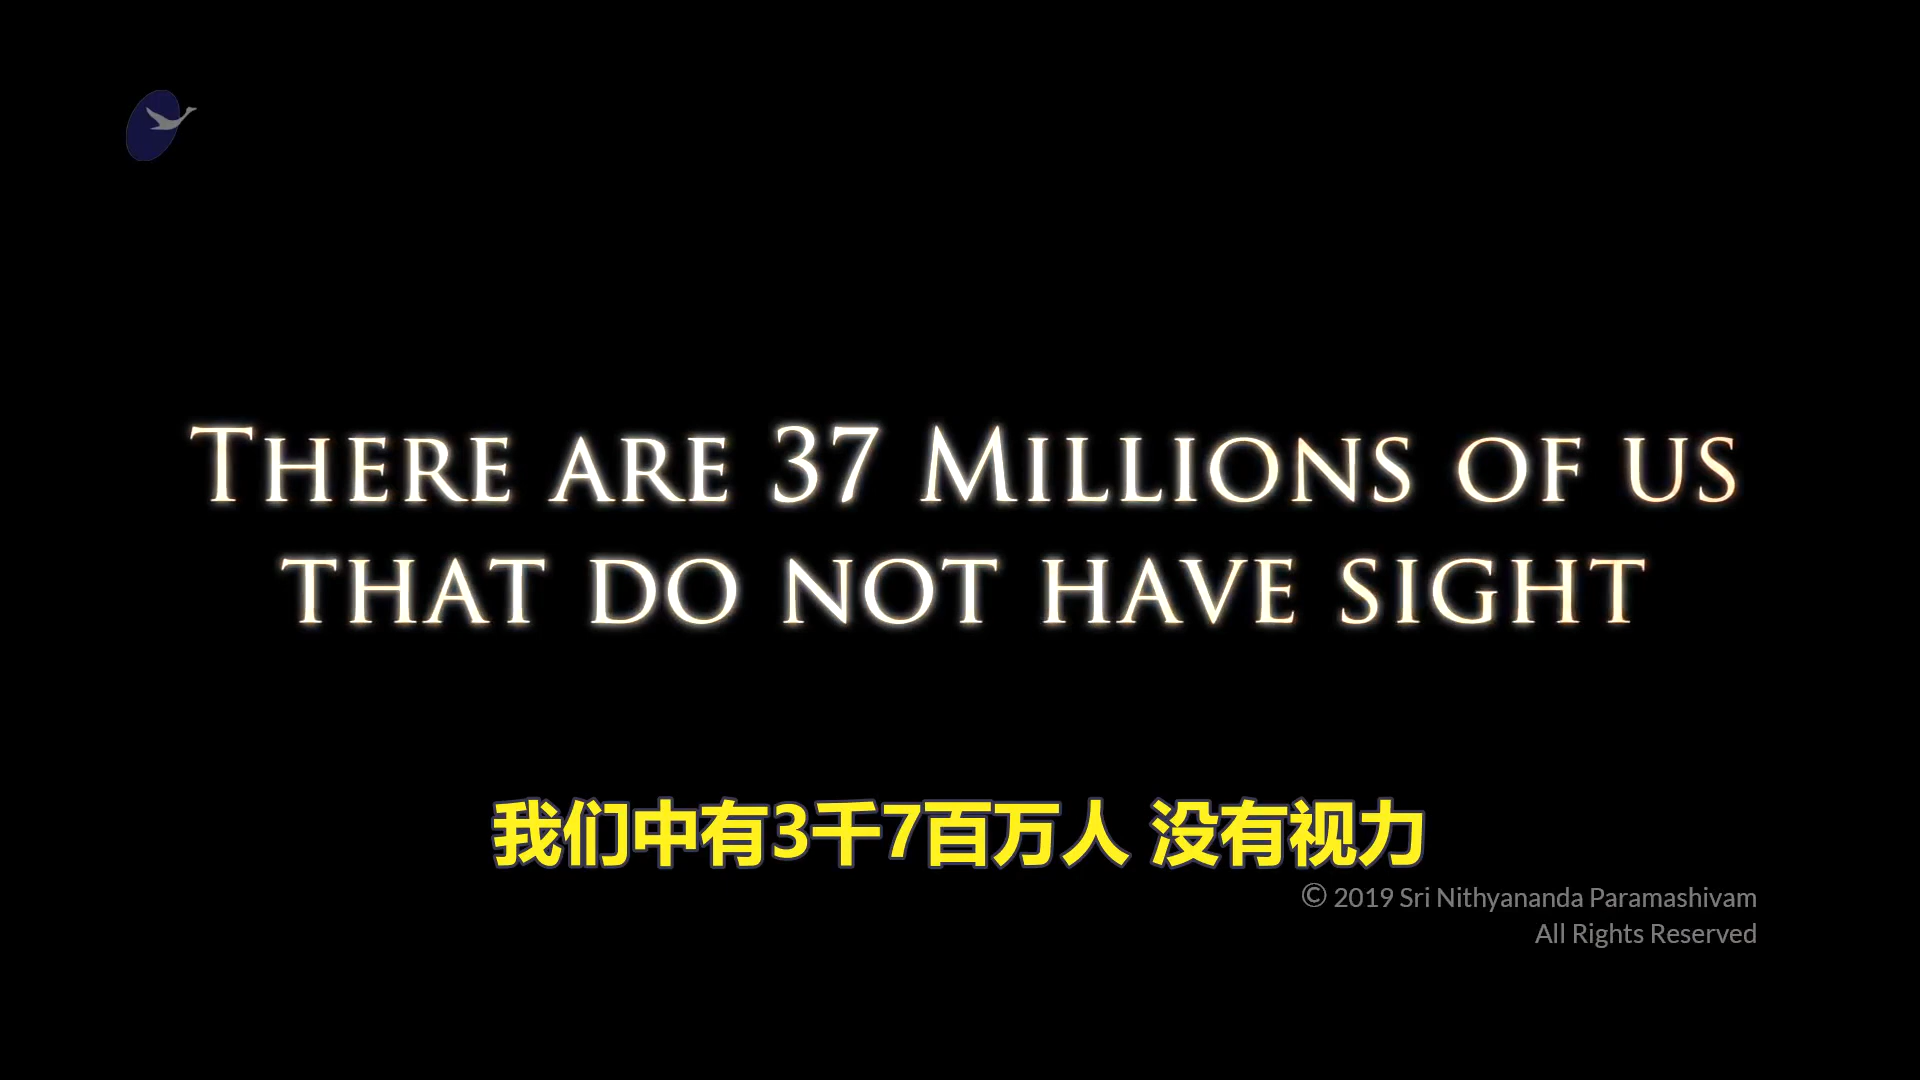 There are 37 Millions of us
that do not have sight
我们中有3千7百万人 没有视力
© 2019 Sri Nithyananda Paramashivam
All Rights Reserved